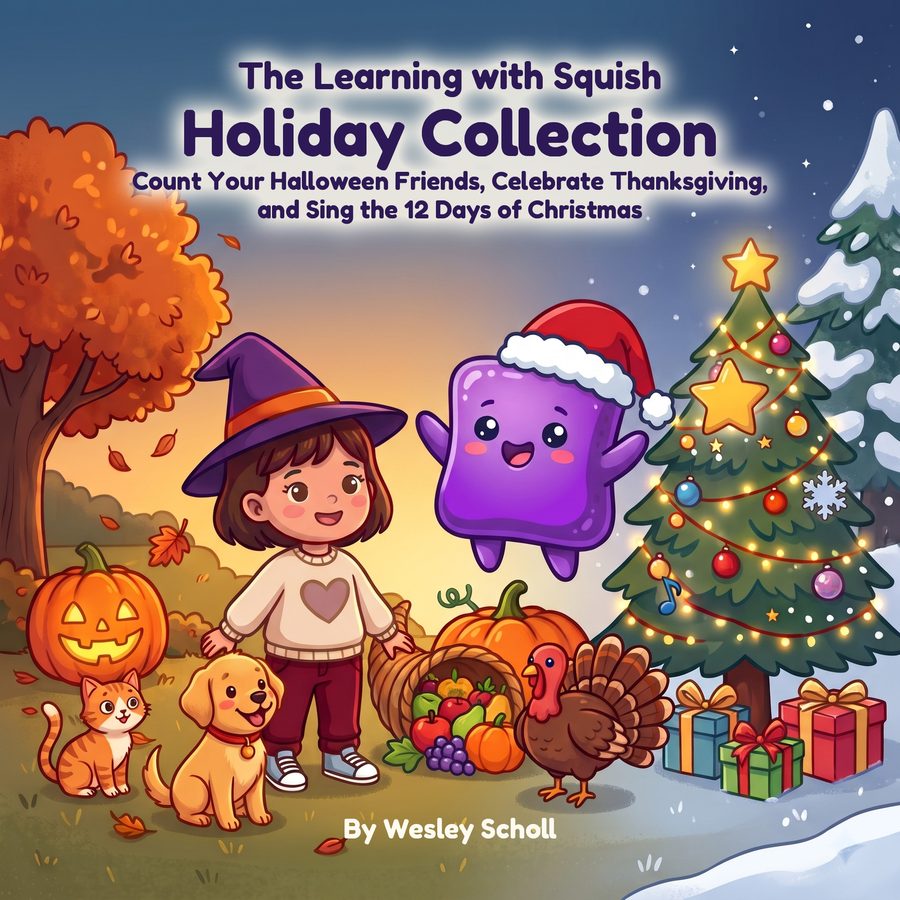 The Learning with Squish
Holiday Collection
Count Your Halloween Friends, Celebrate Thanksgiving,
and Sing the 12 Days of Christmas
By Wesley Scholl